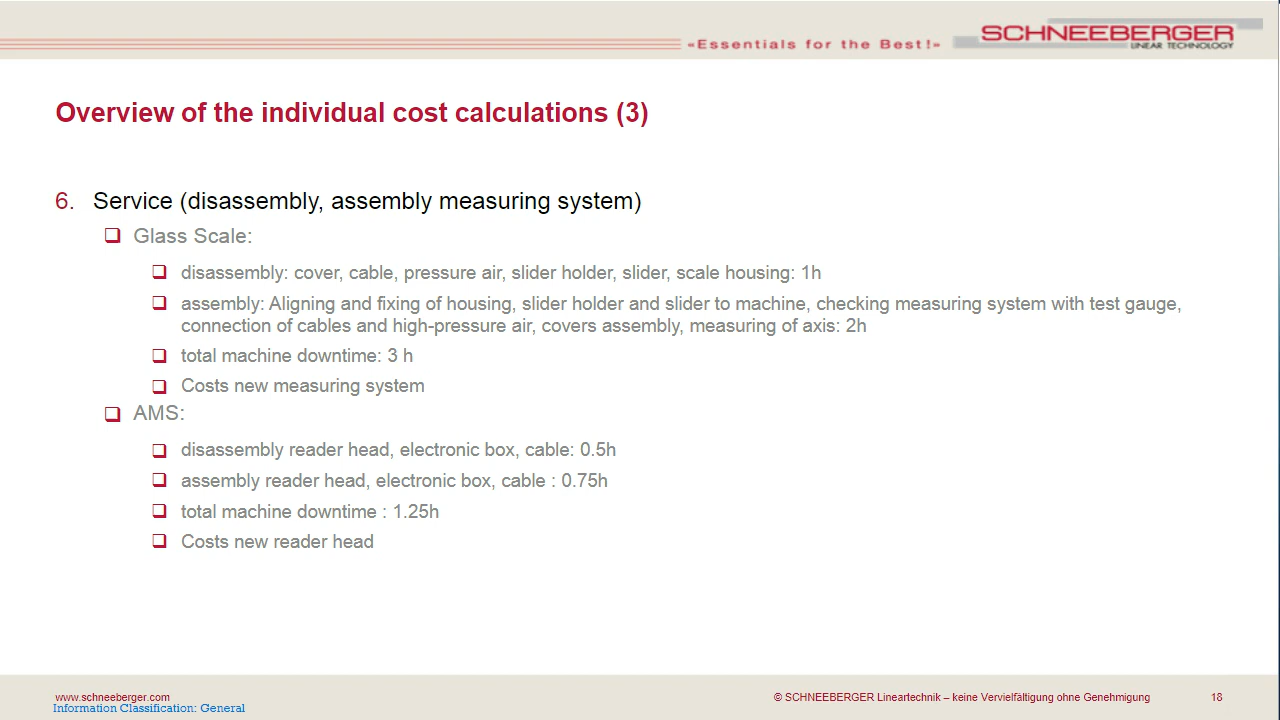 «Essentials for the Best!»
SCHNEEBERGER
LINEAR TECHNOLOGY
Overview of the individual cost calculations (3)
6. Service (disassembly, assembly measuring system)
Glass Scale:
disassembly: cover, cable, pressure air, slider holder, slider, scale housing: 1h
assembly: Aligning and fixing of housing, slider holder and slider to machine, checking measuring system with test gauge,
connection of cables and high-pressure air, covers assembly, measuring of axis: 2h
total machine downtime: 3 h
Costs new measuring system
AMS:
disassembly reader head, electronic box, cable: 0.5h
assembly reader head, electronic box, cable : 0.75h
total machine downtime : 1.25h
Costs new reader head
www.schneeberger.com
© SCHNEEBERGER Lineartechnik – keine Vervielfältigung ohne Genehmigung
18
Information Classification: General